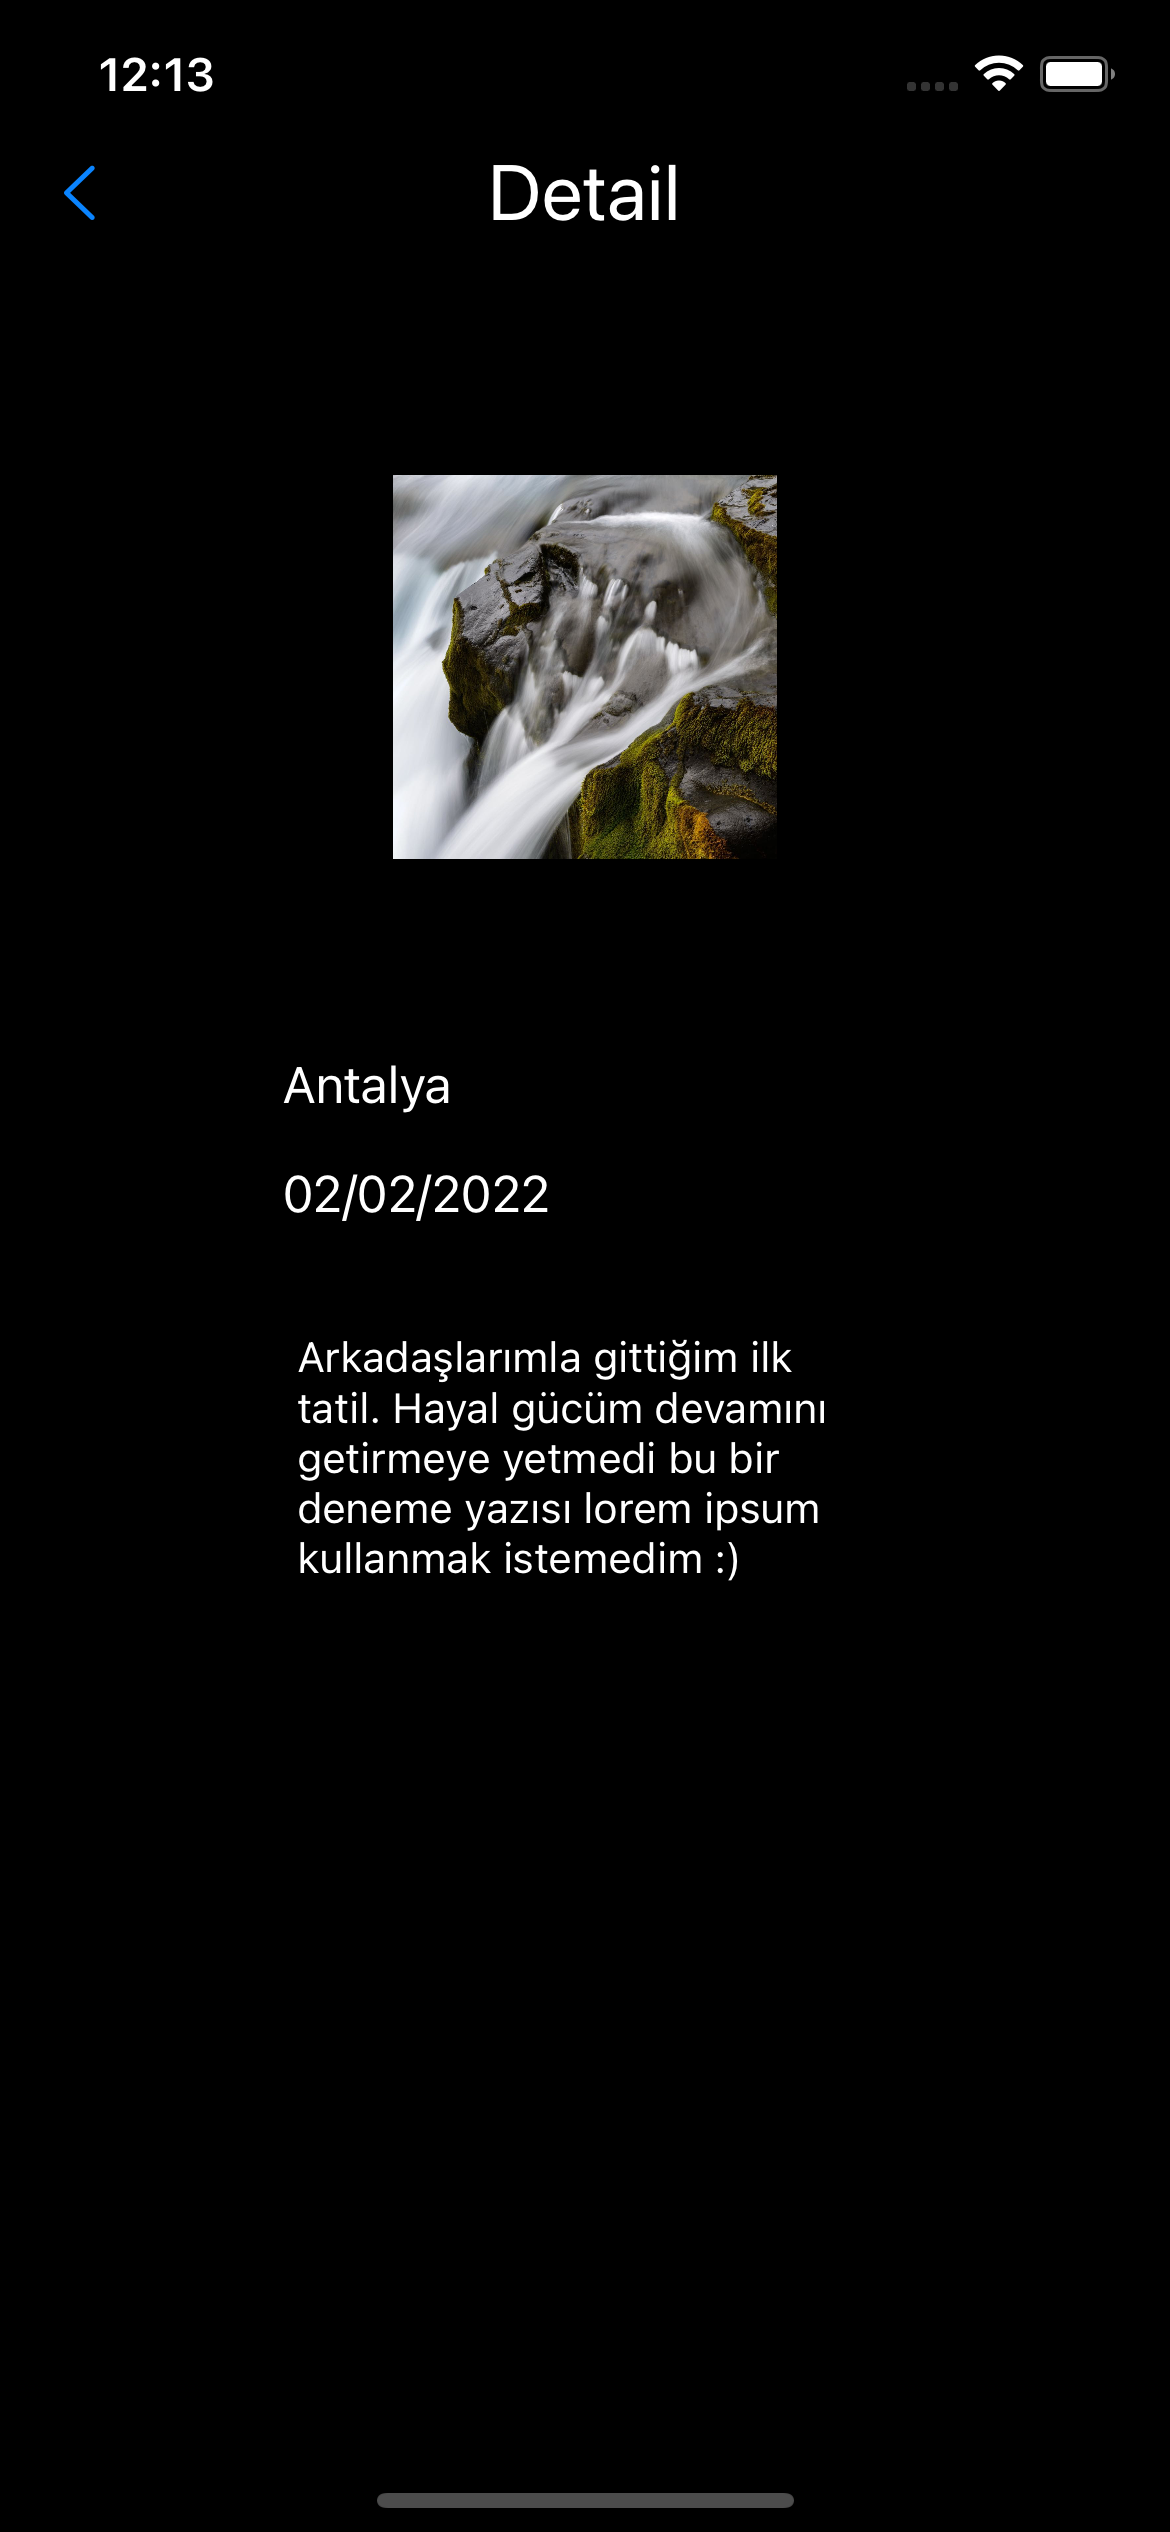 12:13
Detail
Antalya
02/02/2022
Arkadaşlarımla gittiğim ilk
tatil. Hayal gücüm devamını
getirmeye yetmedi bu bir
deneme yazısı lorem ipsum
kullanmak istemedim :)